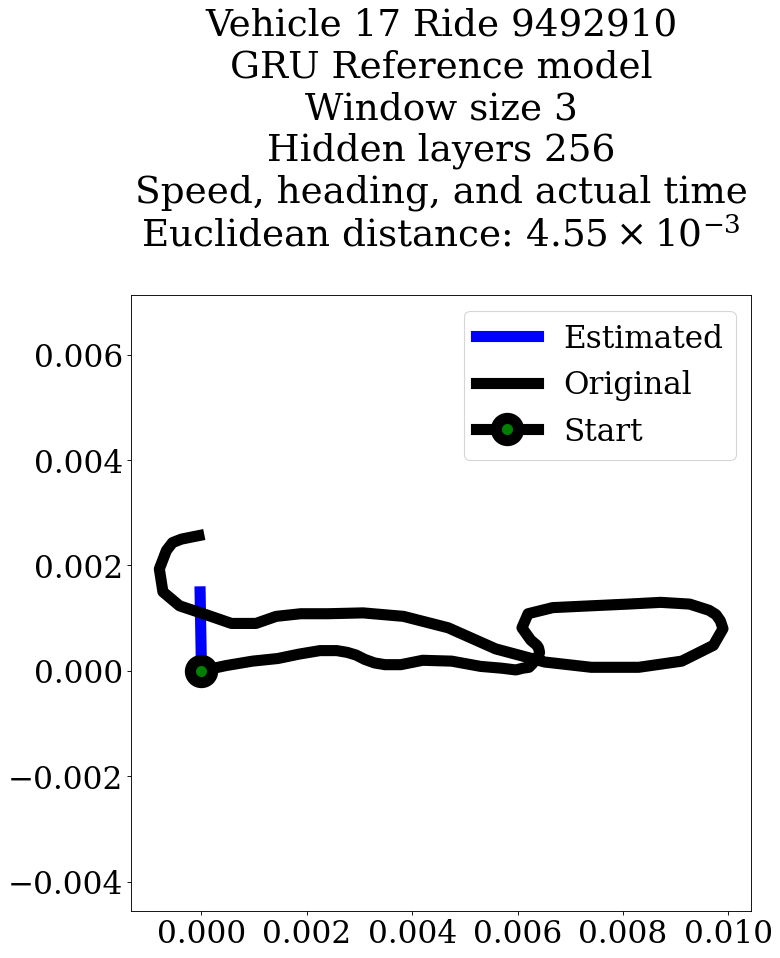 Vehicle 17 Ride 9492910
GRU Reference model
Window size 3
Hidden layers 256
Speed, heading, and actual time
Euclidean distance: 4.55 × 10⁻³
Estimated
Original
Start
0.006
0.004
0.002
0.000
−0.002
−0.004
0.000 0.002 0.004 0.006 0.008 0.010